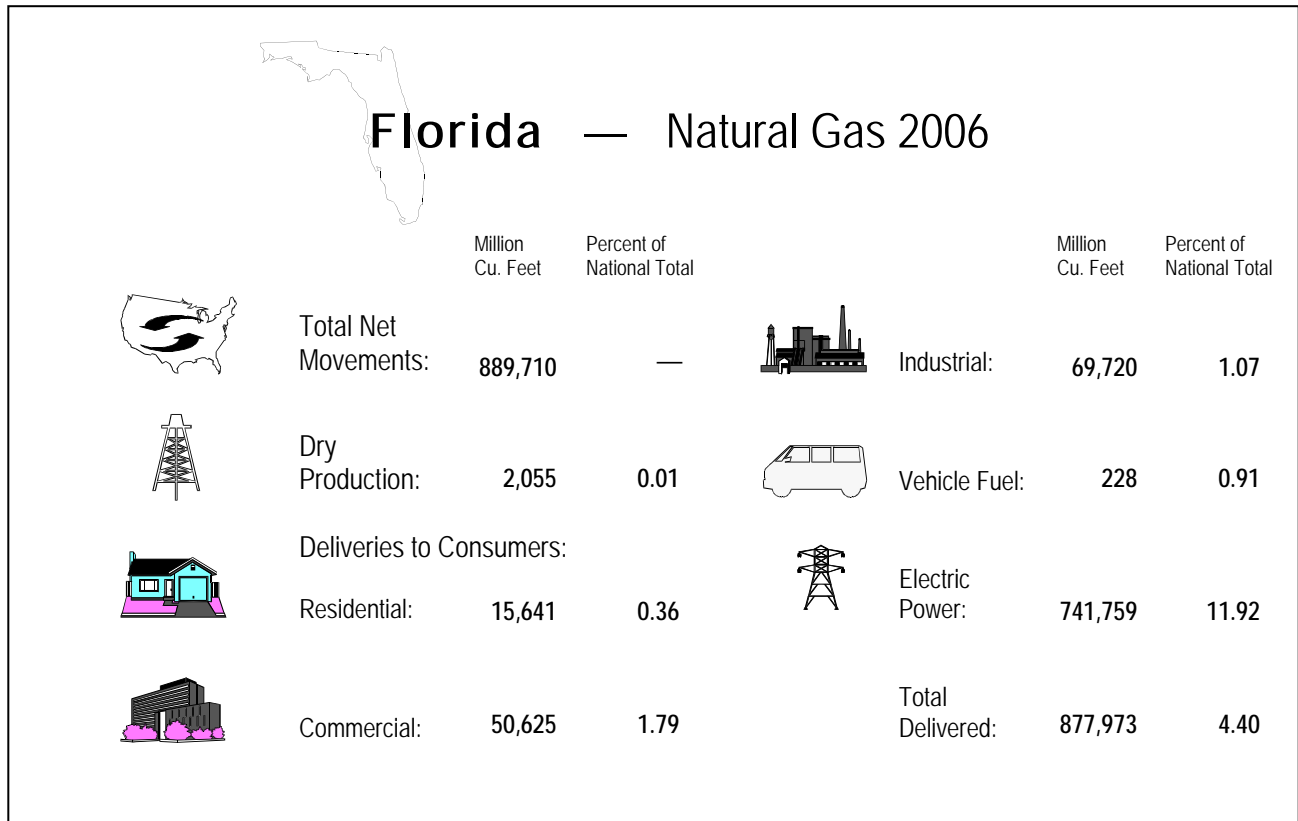 Florida — Natural Gas 2006
Million Cu. Feet
Percent of National Total
Total Net Movements: 889,710 —
Dry Production: 2,055 0.01
Deliveries to Consumers:
Residential: 15,641 0.36
Commercial: 50,625 1.79
Million Cu. Feet
Percent of National Total
Industrial: 69,720 1.07
Vehicle Fuel: 228 0.91
Electric Power: 741,759 11.92
Total Delivered: 877,973 4.40